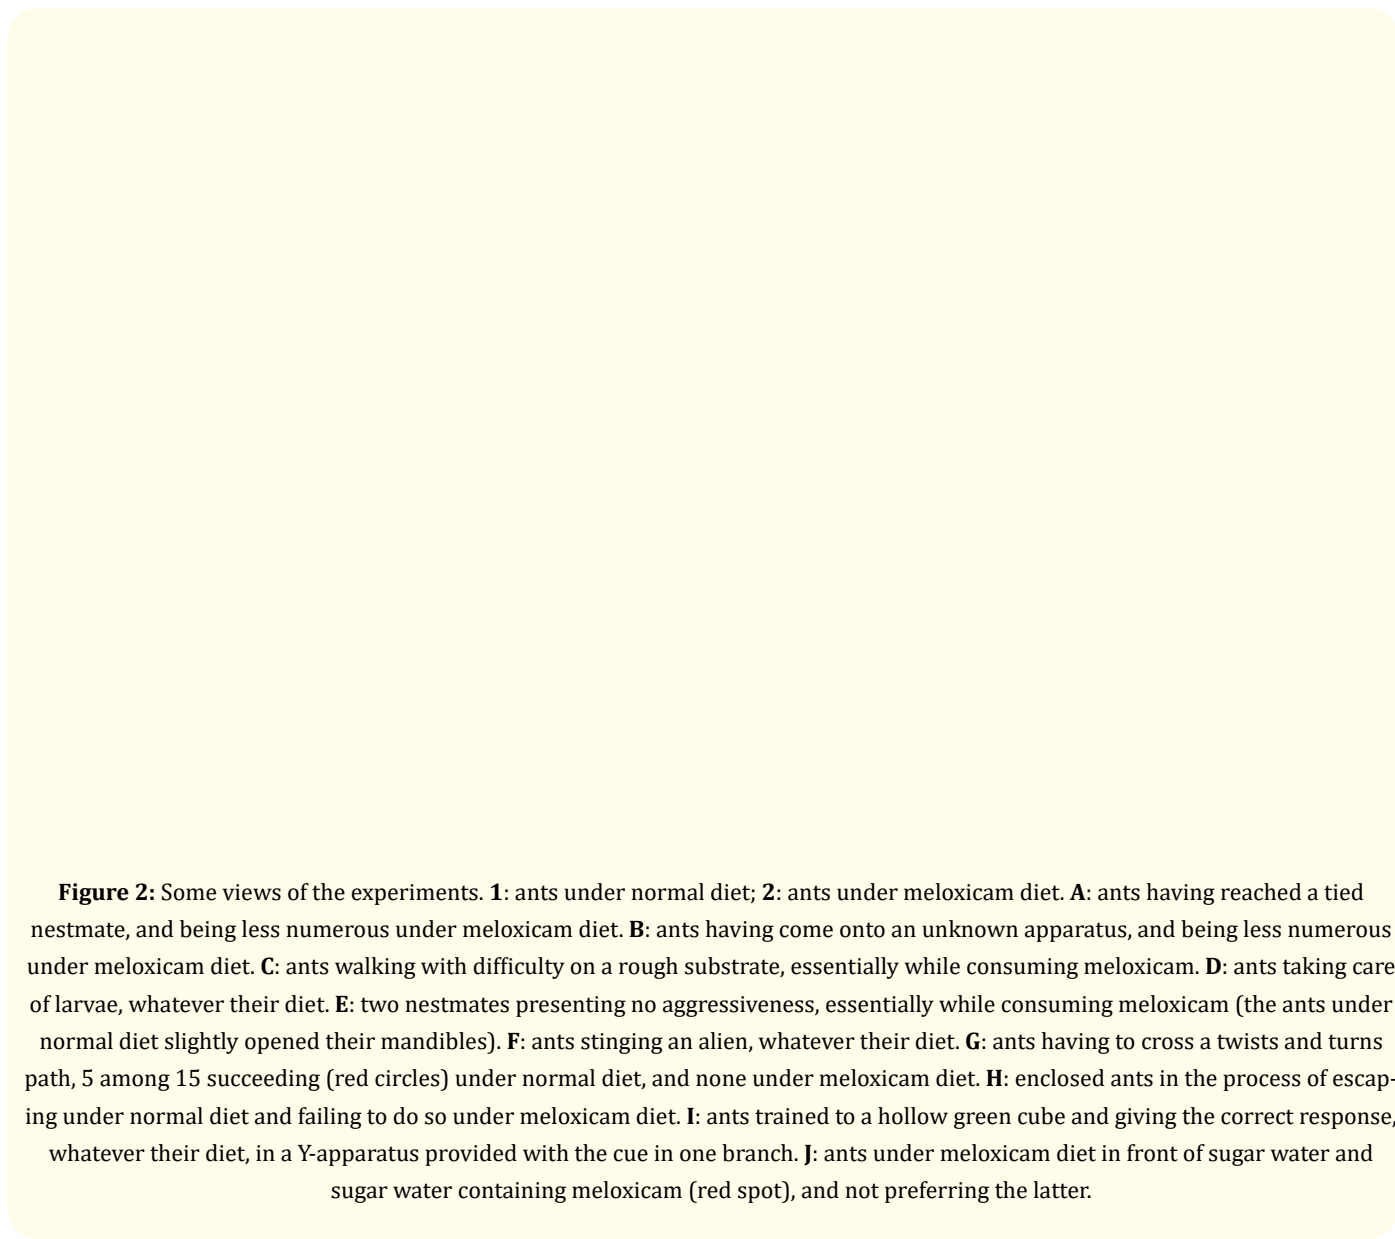 Figure 2: Some views of the experiments. 1: ants under normal diet; 2: ants under meloxicam diet. A: ants having reached a tied
nestmate, and being less numerous under meloxicam diet. B: ants having come onto an unknown apparatus, and being less numerous
under meloxicam diet. C: ants walking with difficulty on a rough substrate, essentially while consuming meloxicam. D: ants taking care
of larvae, whatever their diet. E: two nestmates presenting no aggressiveness, essentially while consuming meloxicam (the ants under
normal diet slightly opened their mandibles). F: ants stinging an alien, whatever their diet. G: ants having to cross a twists and turns
path, 5 among 15 succeeding (red circles) under normal diet, and none under meloxicam diet. H: enclosed ants in the process of escap-
ing under normal diet and failing to do so under meloxicam diet. I: ants trained to a hollow green cube and giving the correct response,
whatever their diet, in a Y-apparatus provided with the cue in one branch. J: ants under meloxicam diet in front of sugar water and
sugar water containing meloxicam (red spot), and not preferring the latter.